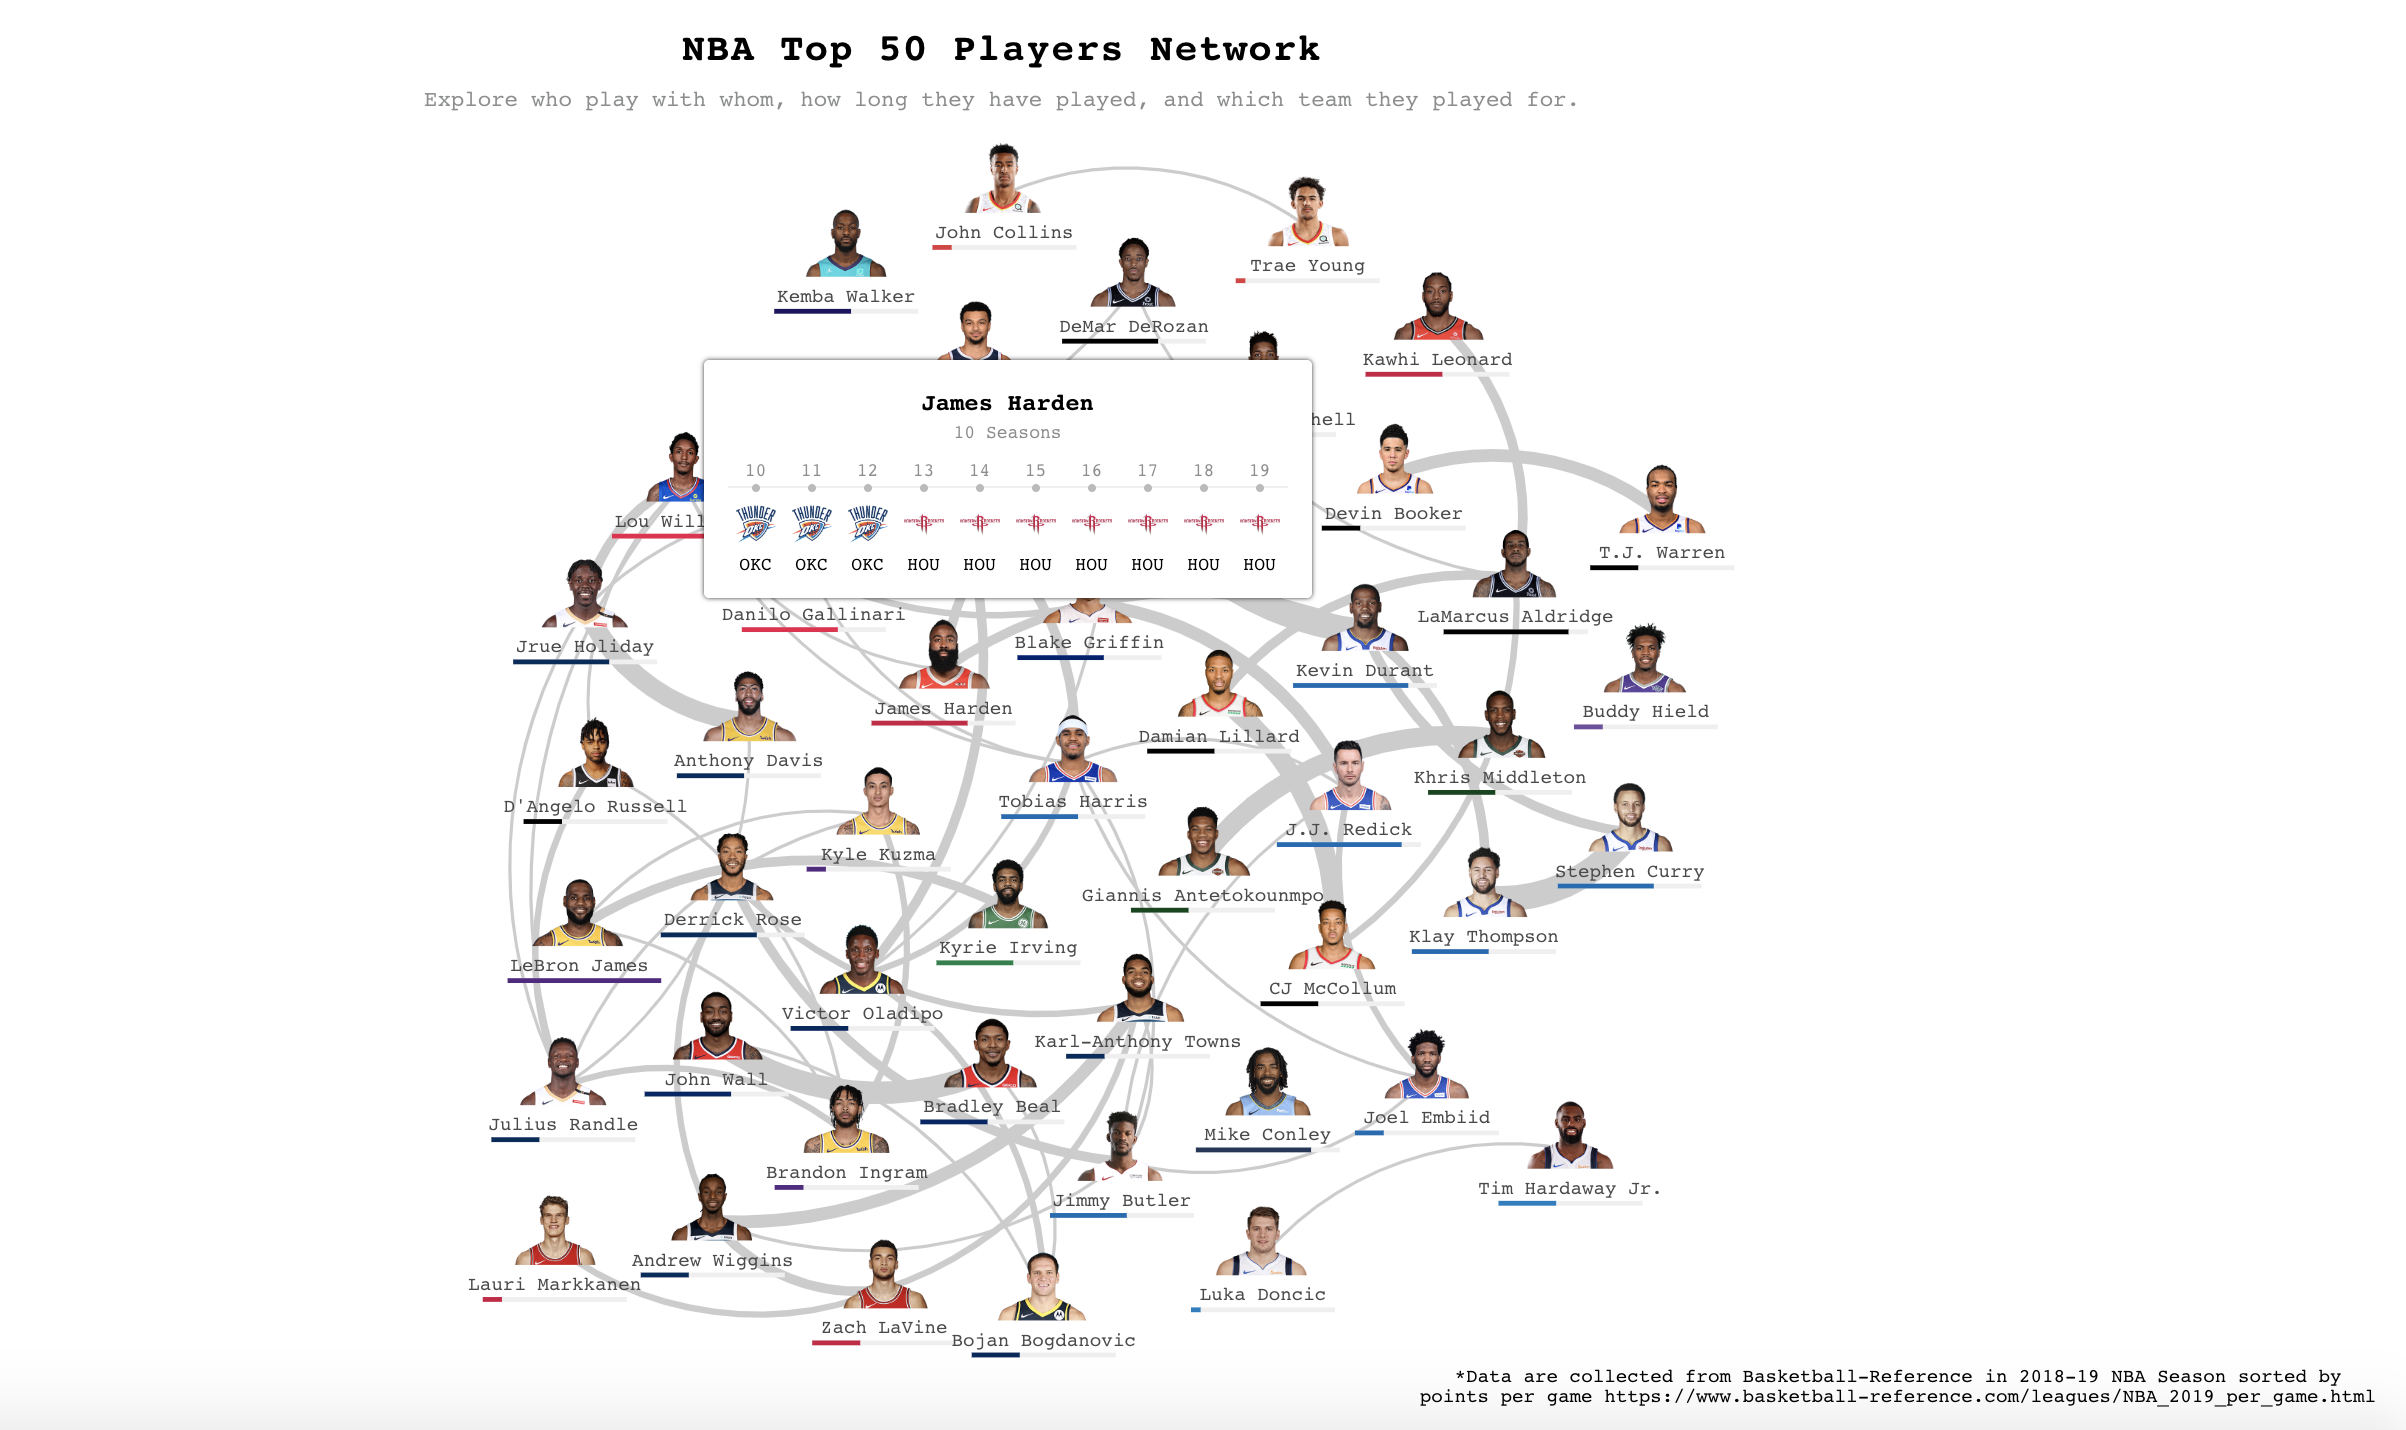 NBA Top 50 Players Network
Explore who play with whom, how long they have played, and which team they played for.
John Collins
Trae Young
Kemba Walker
DeMar DeRozan
Kawhi Leonard
James Harden
10 Seasons
10 11 12 13 14 15 16 17 18 19
THUNDER THUNDER THUNDER
OKC OKC OKC HOU HOU HOU HOU HOU HOU HOU
hell
Lou Will
Devin Booker
T.J. Warren
Danilo Gallinari
LaMarcus Aldridge
Jrue Holiday
Blake Griffin
Kevin Durant
James Harden
Buddy Hield
Damian Lillard
Anthony Davis
Khris Middleton
D'Angelo Russell
Tobias Harris
J.J. Redick
Kyle Kuzma
Stephen Curry
Giannis Antetokounmpo
Derrick Rose
Klay Thompson
Kyrie Irving
LeBron James
CJ McCollum
Victor Oladipo
Karl-Anthony Towns
John Wall
Bradley Beal
Joel Embiid
Julius Randle
Mike Conley
Brandon Ingram
Tim Hardaway Jr.
Jimmy Butler
Andrew Wiggins
Lauri Markkanen
Luka Doncic
Zach LaVine
Bojan Bogdanovic
*Data are collected from Basketball-Reference in 2018-19 NBA Season sorted by
points per game https://www.basketball-reference.com/leagues/NBA_2019_per_game.html